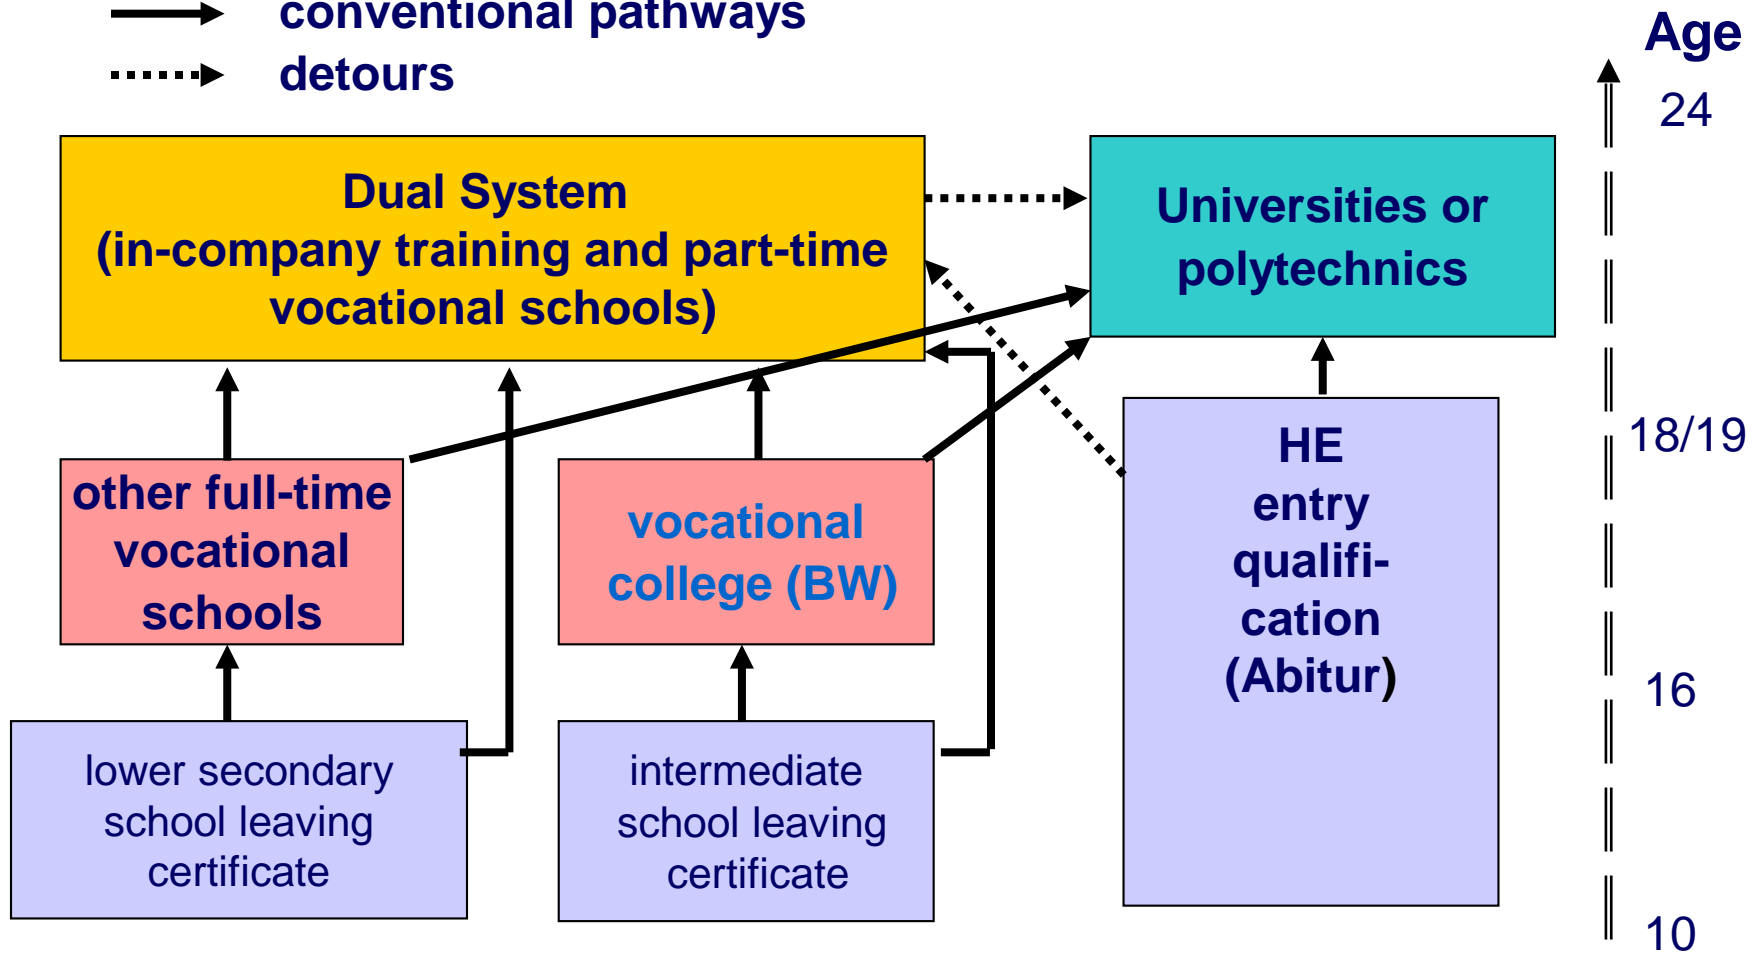 conventional pathways
detours
Age
24
Dual System
(in-company training and part-time
vocational schools)
Universities or
polytechnics
18/19
other full-time
vocational
schools
vocational
college (BW)
HE
entry
qualifi-
cation
(Abitur)
16
lower secondary
school leaving
certificate
intermediate
school leaving
certificate
10